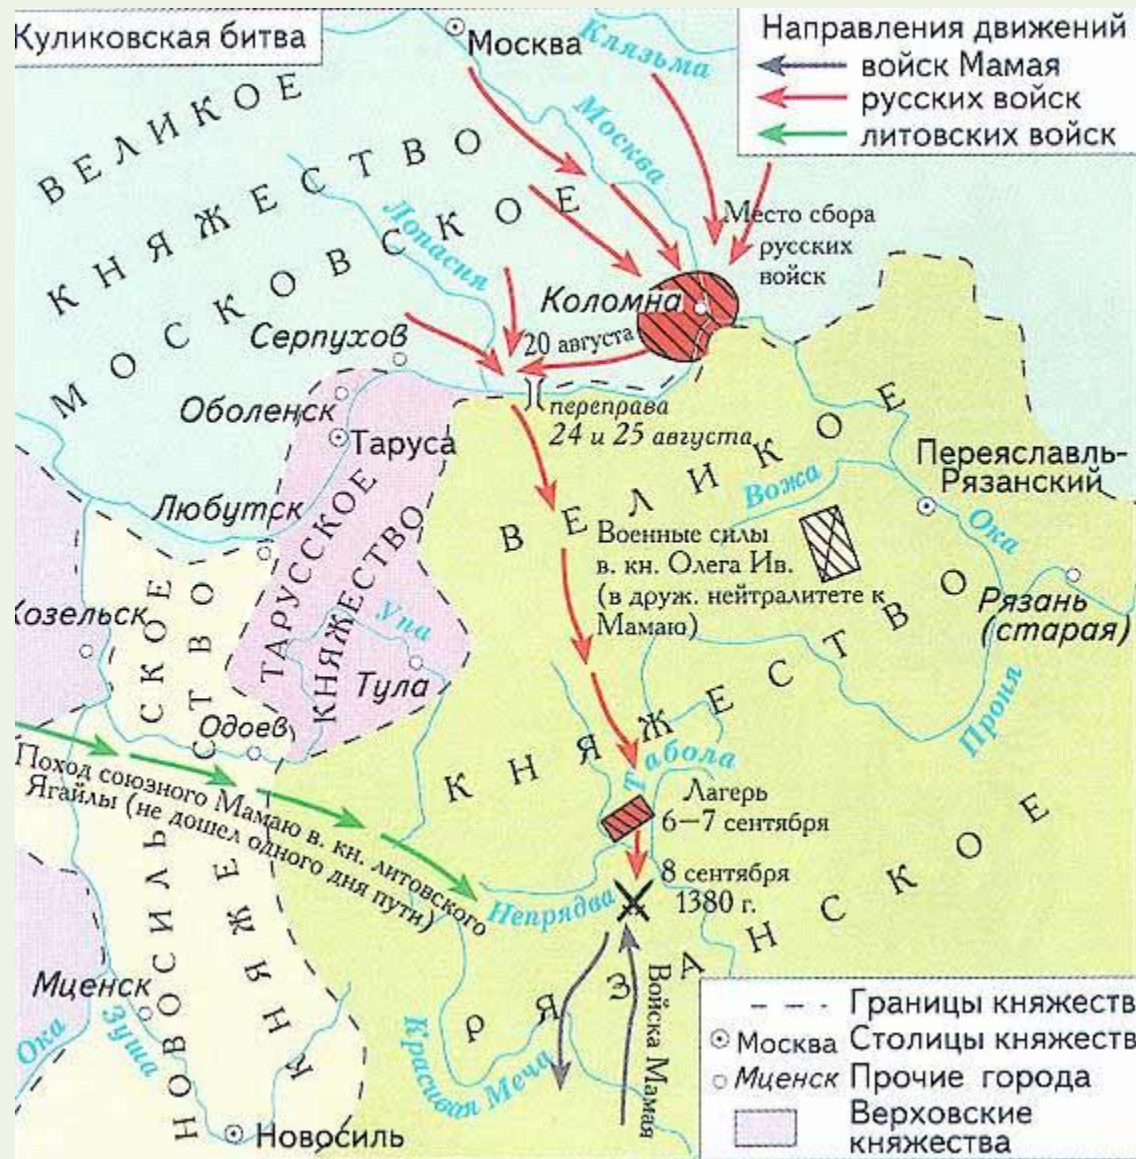 Куликовская битва
Москва
Клязьма
Направления движений
войск Мамая
русских войск
литовских войск
ВЕЛИКОЕ
КНЯЖЕСТВО
МОСКОВСКОЕ
Москва
Лопасня
Место сбора
русских
войск
Коломна
20 августа
Серпухов
Оболенск
Таруса
переправа
24 и 25 августа
Любутск
ТАРУССКОЕ
КНЯЖЕСТВО
ВЕЛИКОЕ
КНЯЖЕСТВО
РЯЗАНСКОЕ
Вожа
Переяславль-
Рязанский
Ока
Военные силы
в. кн. Олега Ив.
(в друж. нейтралитете к
Мамаю)
Рязань
(старая)
Проня
Козельск
Упа
Тула
Одоев
НОВОСИЛЬСКОЕ
КНЯЖЕСТВО
Поход союзного Мамаю в. кн. литовского
Ягайлы (не дошел одного дня пути)
Табола
Лагерь
6–7 сентября
8 сентября
1380 г.
Непрядва
Войска Мамая
Красивая Меча
Мценск
Ока
Зуша
Новосиль
Границы княжеств
Москва Столицы княжеств
Мценск Прочие города
Верховские
княжества